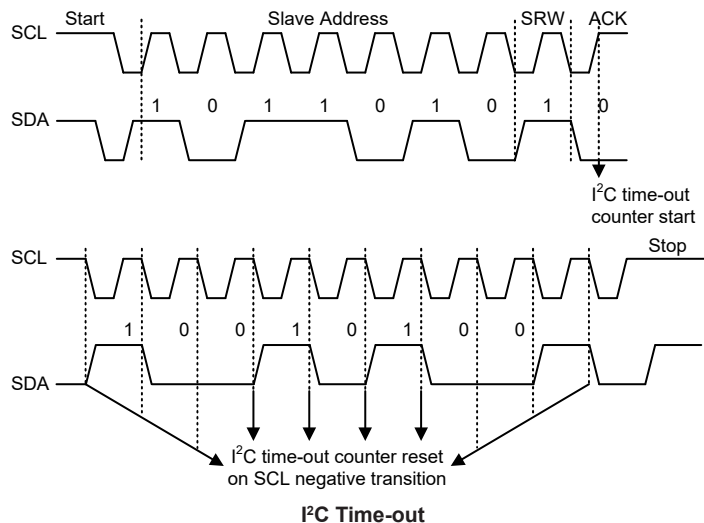 Start Slave Address SRW ACK
SCL
1 0 1 1 0 1 0 1 0
SDA
I²C time-out
counter start
Stop
SCL
1 0 0 1 0 1 0 0
SDA
I²C time-out counter reset
on SCL negative transition
I²C Time-out